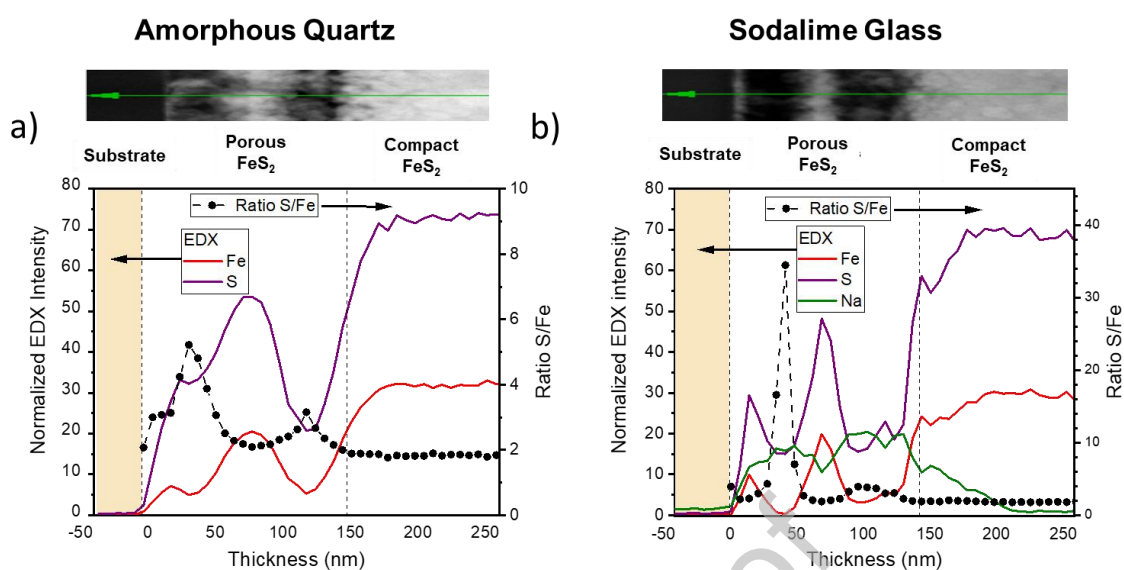 Amorphous Quartz
Sodalime Glass
a)
Substrate
Porous
FeS₂
Compact
FeS₂
80
70
60
50
40
30
20
10
0
Normalized EDX Intensity
Ratio S/Fe
EDX
Fe
S
10
8
6
4
2
0
Ratio S/Fe
-50
0
50
100
150
200
250
Thickness (nm)
b)
Substrate
Porous
FeS₂
Compact
FeS₂
80
70
60
50
40
30
20
10
0
Normalized EDX intensity
Ratio S/Fe
EDX
Fe
S
Na
40
30
20
10
0
Ratio S/Fe
-50
0
50
100
150
200
250
Thickness (nm)